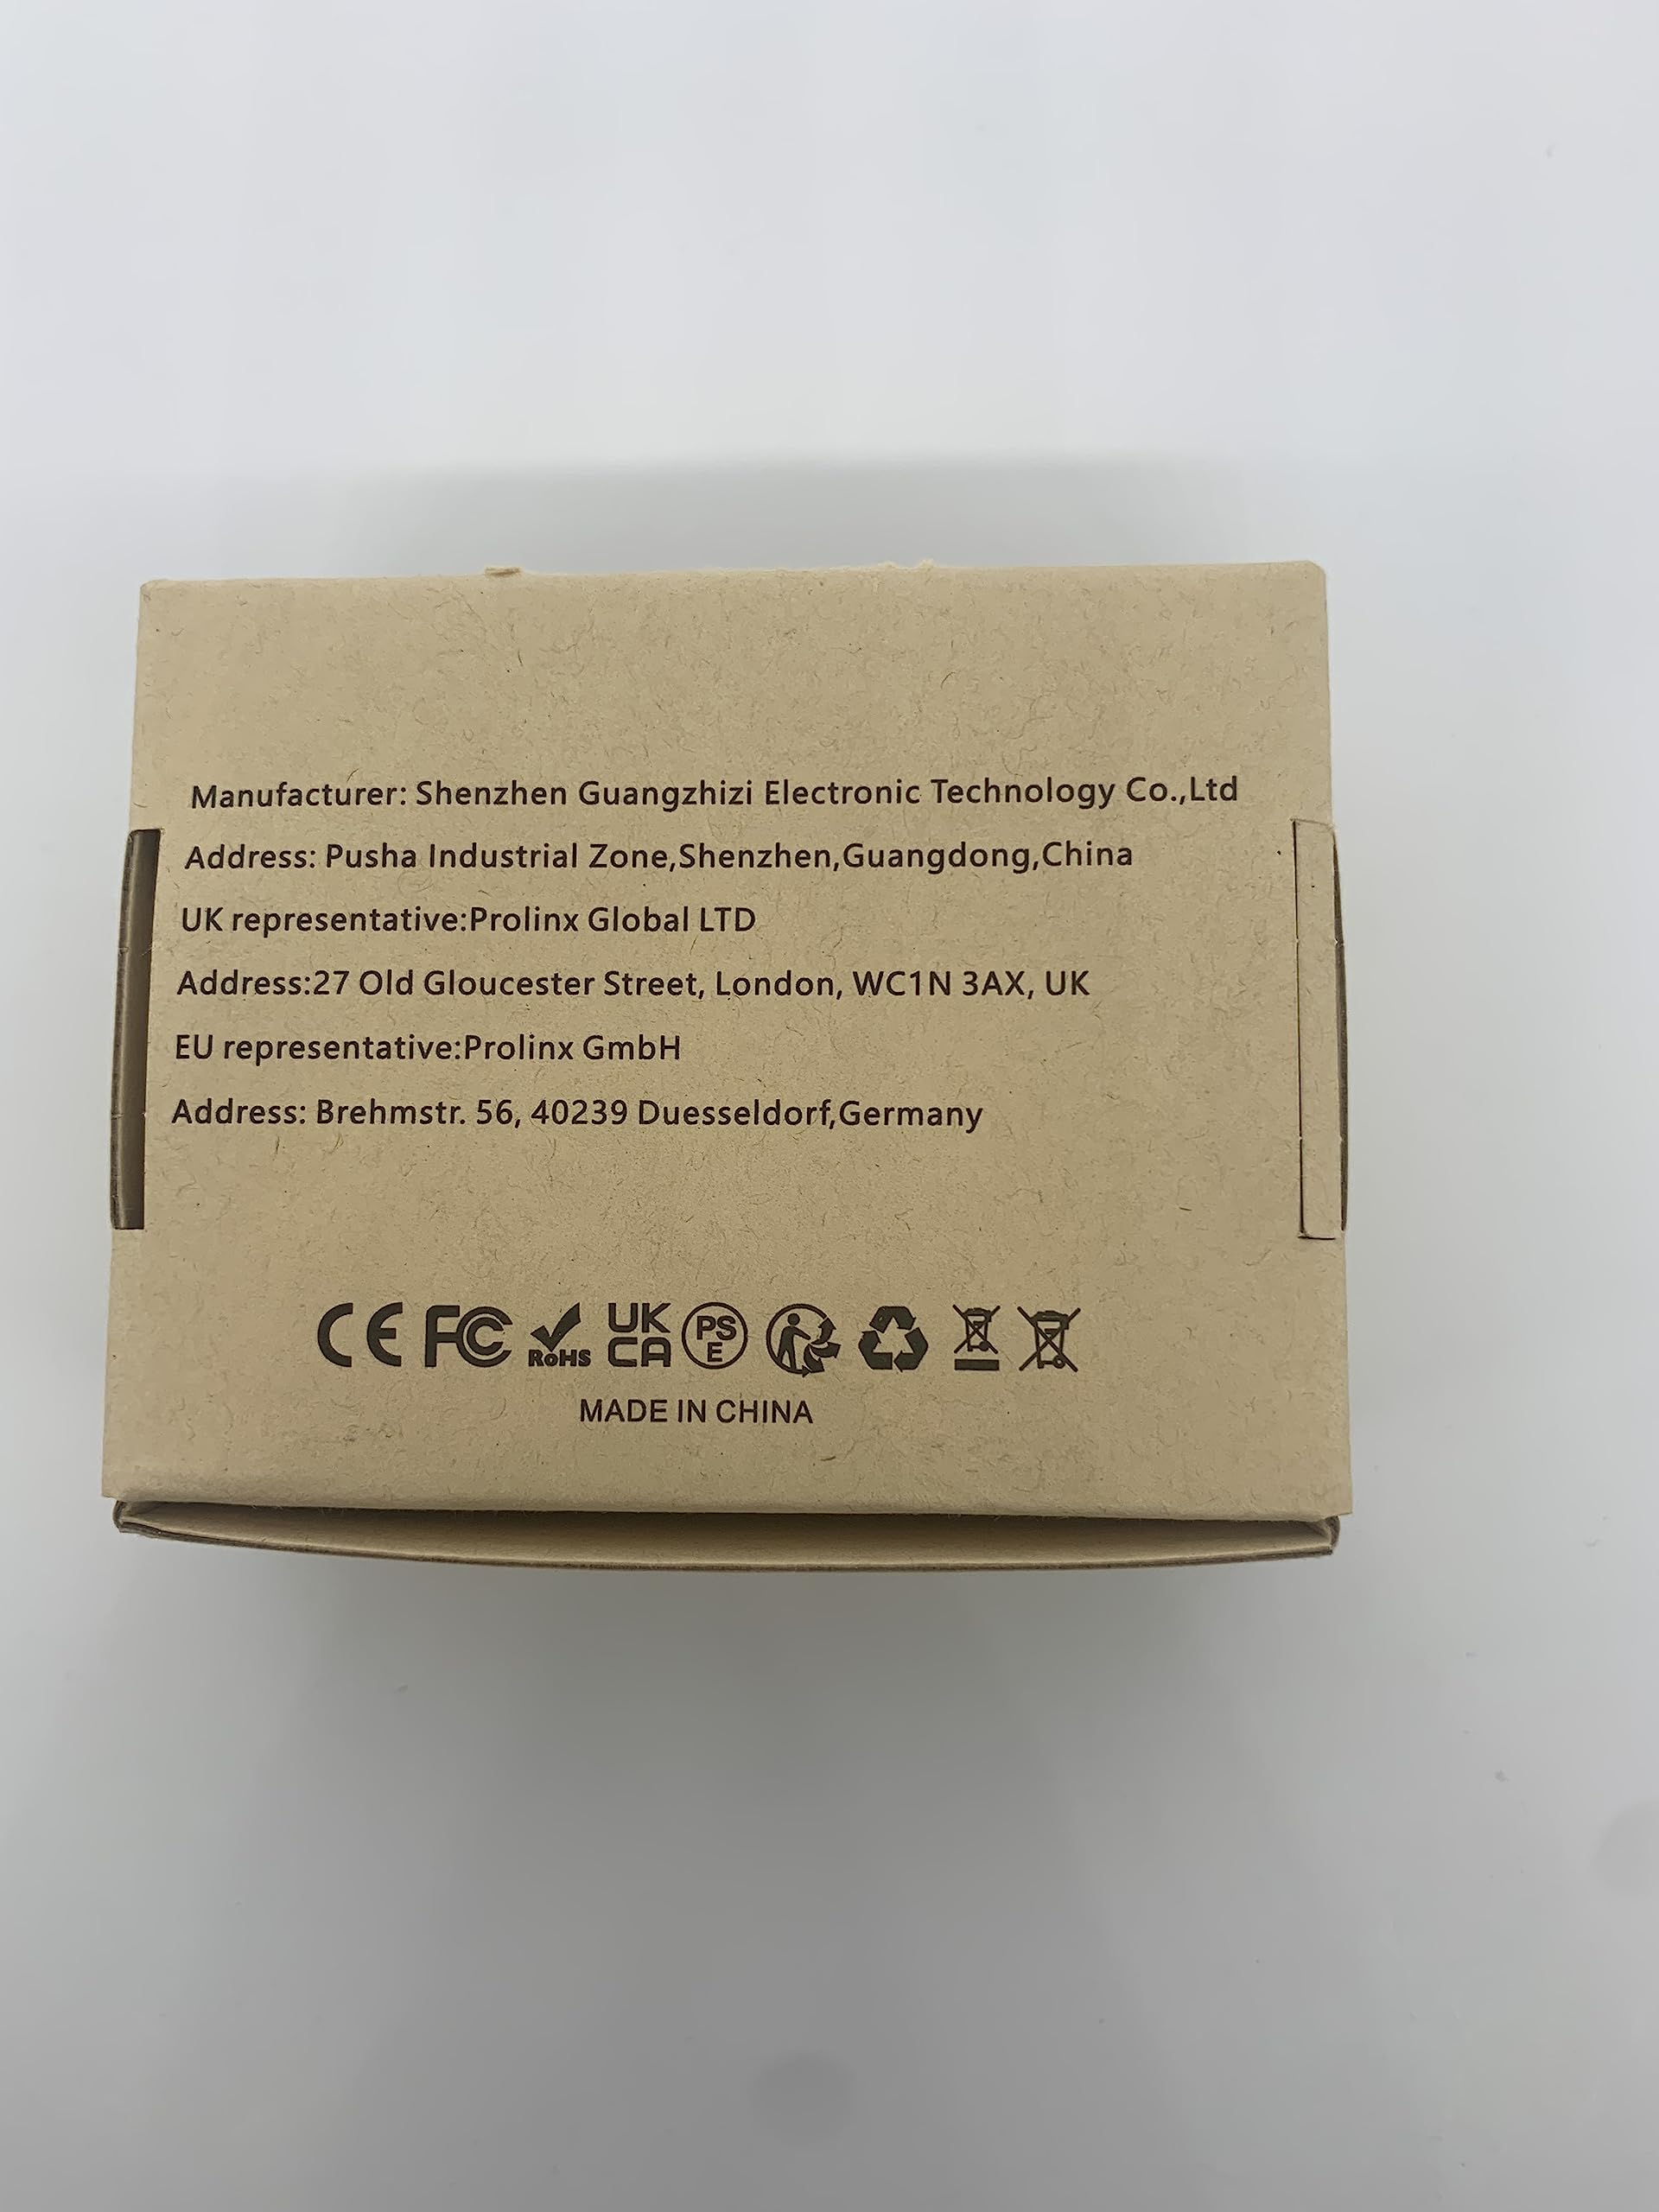 Manufacturer: Shenzhen Guangzhizi Electronic Technology Co.,Ltd
Address: Pusha Industrial Zone,Shenzhen,Guangdong,China
UK representative:Prolinx Global LTD
Address:27 Old Gloucester Street, London, WC1N 3AX, UK
EU representative:Prolinx GmbH
Address: Brehmstr. 56, 40239 Duesseldorf,Germany
CE FC RoHS UK CA PS E
MADE IN CHINA